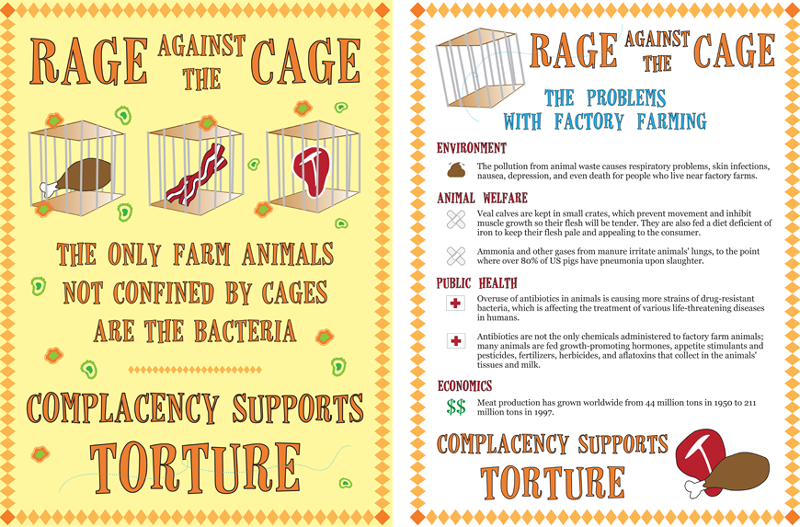 RAGE AGAINST THE CAGE
THE ONLY FARM ANIMALS
NOT CONFINED BY CAGES
ARE THE BACTERIA
COMPLACENCY SUPPORTS
TORTURE
RAGE AGAINST THE CAGE
THE PROBLEMS
WITH FACTORY FARMING
ENVIRONMENT
The pollution from animal waste causes respiratory problems, skin infections,
nausea, depression, and even death for people who live near factory farms.
ANIMAL WELFARE
Veal calves are kept in small crates, which prevent movement and inhibit
muscle growth so their flesh will be tender. They are also fed a diet deficient of
iron to keep their flesh pale and appealing to the consumer.
Ammonia and other gases from manure irritate animals' lungs, to the point
where over 80% of US pigs have pneumonia upon slaughter.
PUBLIC HEALTH
Overuse of antibiotics in animals is causing more strains of drug-resistant
bacteria, which is affecting the treatment of various life-threatening diseases
in humans.
Antibiotics are not the only chemicals administered to factory farm animals;
many animals are fed growth-promoting hormones, appetite stimulants and
pesticides, fertilizers, herbicides, and aflatoxins that collect in the animals'
tissues and milk.
ECONOMICS
$$
Meat production has grown worldwide from 44 million tons in 1950 to 211
million tons in 1997.
COMPLACENCY SUPPORTS
TORTURE